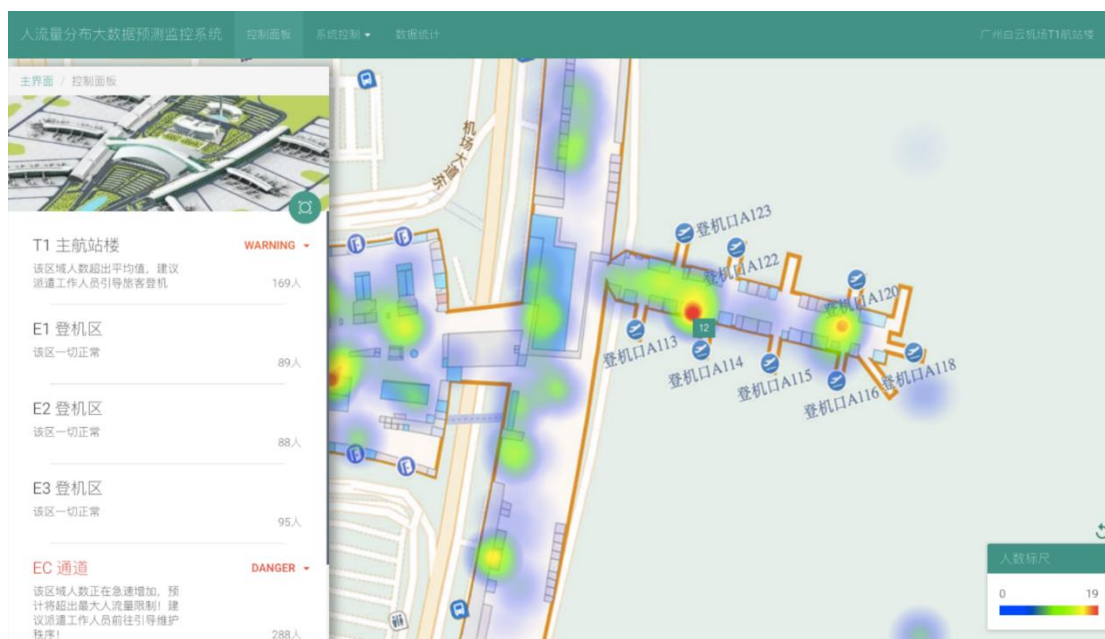 人流量分布大数据预测监控系统 控制面板 系统控制 数据统计 广州白云机场T1航站楼
主界面 / 控制面板
T1 主航站楼 WARNING
该区域人数超出平均值，建议
派遣工作人员引导旅客登机 169人
E1 登机区
该区一切正常
89人
E2 登机区
该区一切正常
88人
E3 登机区
该区一切正常
95人
EC 通道 DANGER
该区域人数正在急速增加，预
计将超出最大人流量限制！建
议派遣工作人员前往引导维护
秩序！ 288人
机场大道东
登机口A123
登机口A122
登机口A120
12
登机口A113
登机口A114
登机口A115
登机口A116
登机口A118
人数标尺
0 19